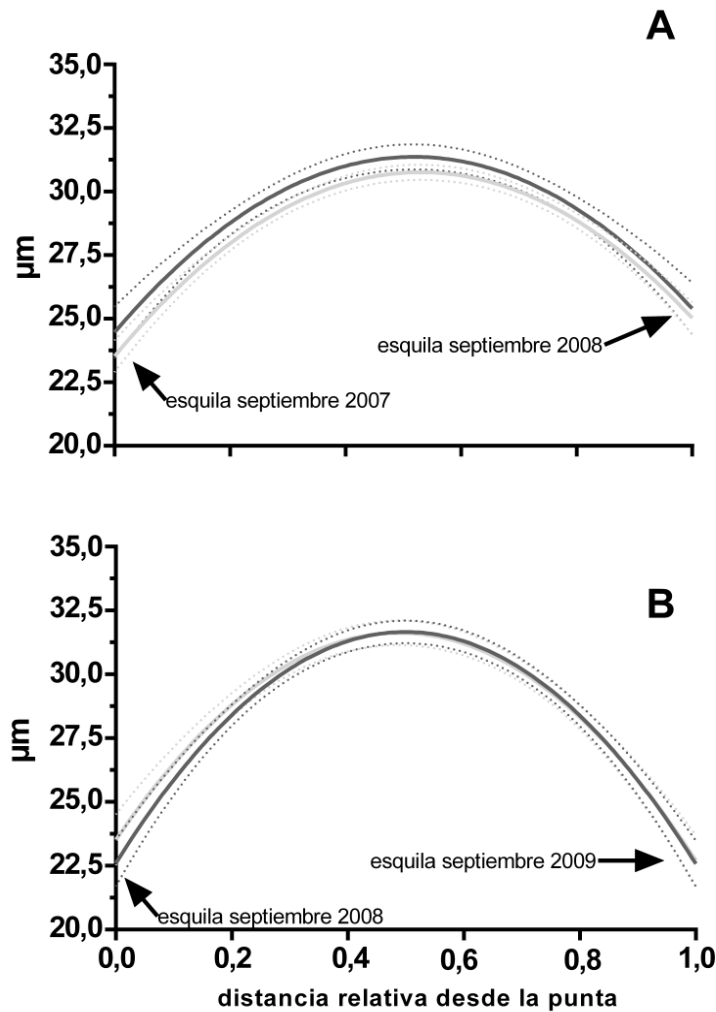 A
35,0
32,5
30,0
27,5
25,0
22,5
20,0
µm
esquila septiembre 2008
esquila septiembre 2007
B
35,0
32,5
30,0
27,5
25,0
22,5
20,0
µm
esquila septiembre 2009
esquila septiembre 2008
0,0 0,2 0,4 0,6 0,8 1,0
distancia relativa desde la punta